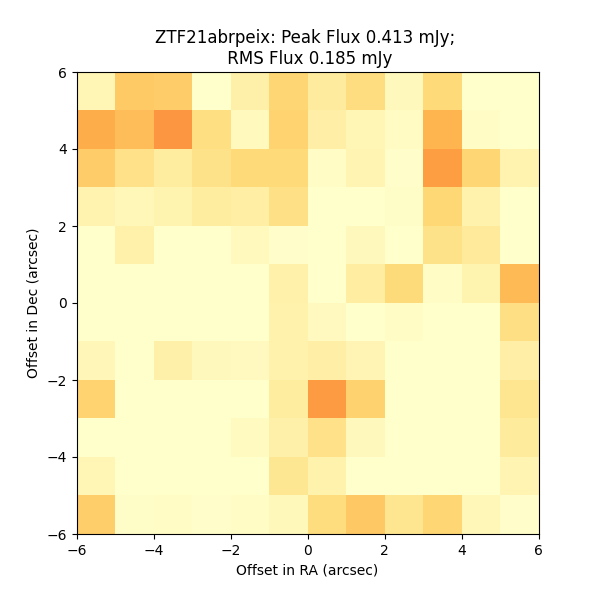 ZTF21abrpeix: Peak Flux 0.413 mJy;
RMS Flux 0.185 mJy
6
4
2
0
−2
−4
−6
Offset in Dec (arcsec)
−6 −4 −2 0 2 4 6
Offset in RA (arcsec)